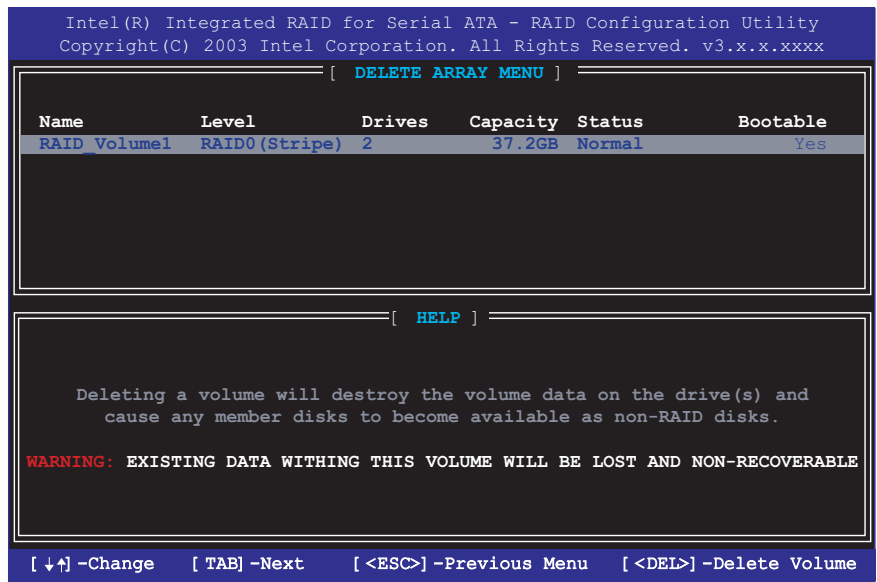 Intel(R) Integrated RAID for Serial ATA - RAID Configuration Utility
Copyright(C) 2003 Intel Corporation. All Rights Reserved. v3.x.x.xxxx
[ DELETE ARRAY MENU ]
Name Level Drives Capacity Status Bootable
RAID_Volume1 RAID0(Stripe) 2 37.2GB Normal Yes
[ HELP ]
Deleting a volume will destroy the volume data on the drive(s) and
cause any member disks to become available as non-RAID disks.
WARNING: EXISTING DATA WITHING THIS VOLUME WILL BE LOST AND NON-RECOVERABLE
[↓↑]-Change [TAB]-Next [<ESC>]-Previous Menu [<DEL>]-Delete Volume